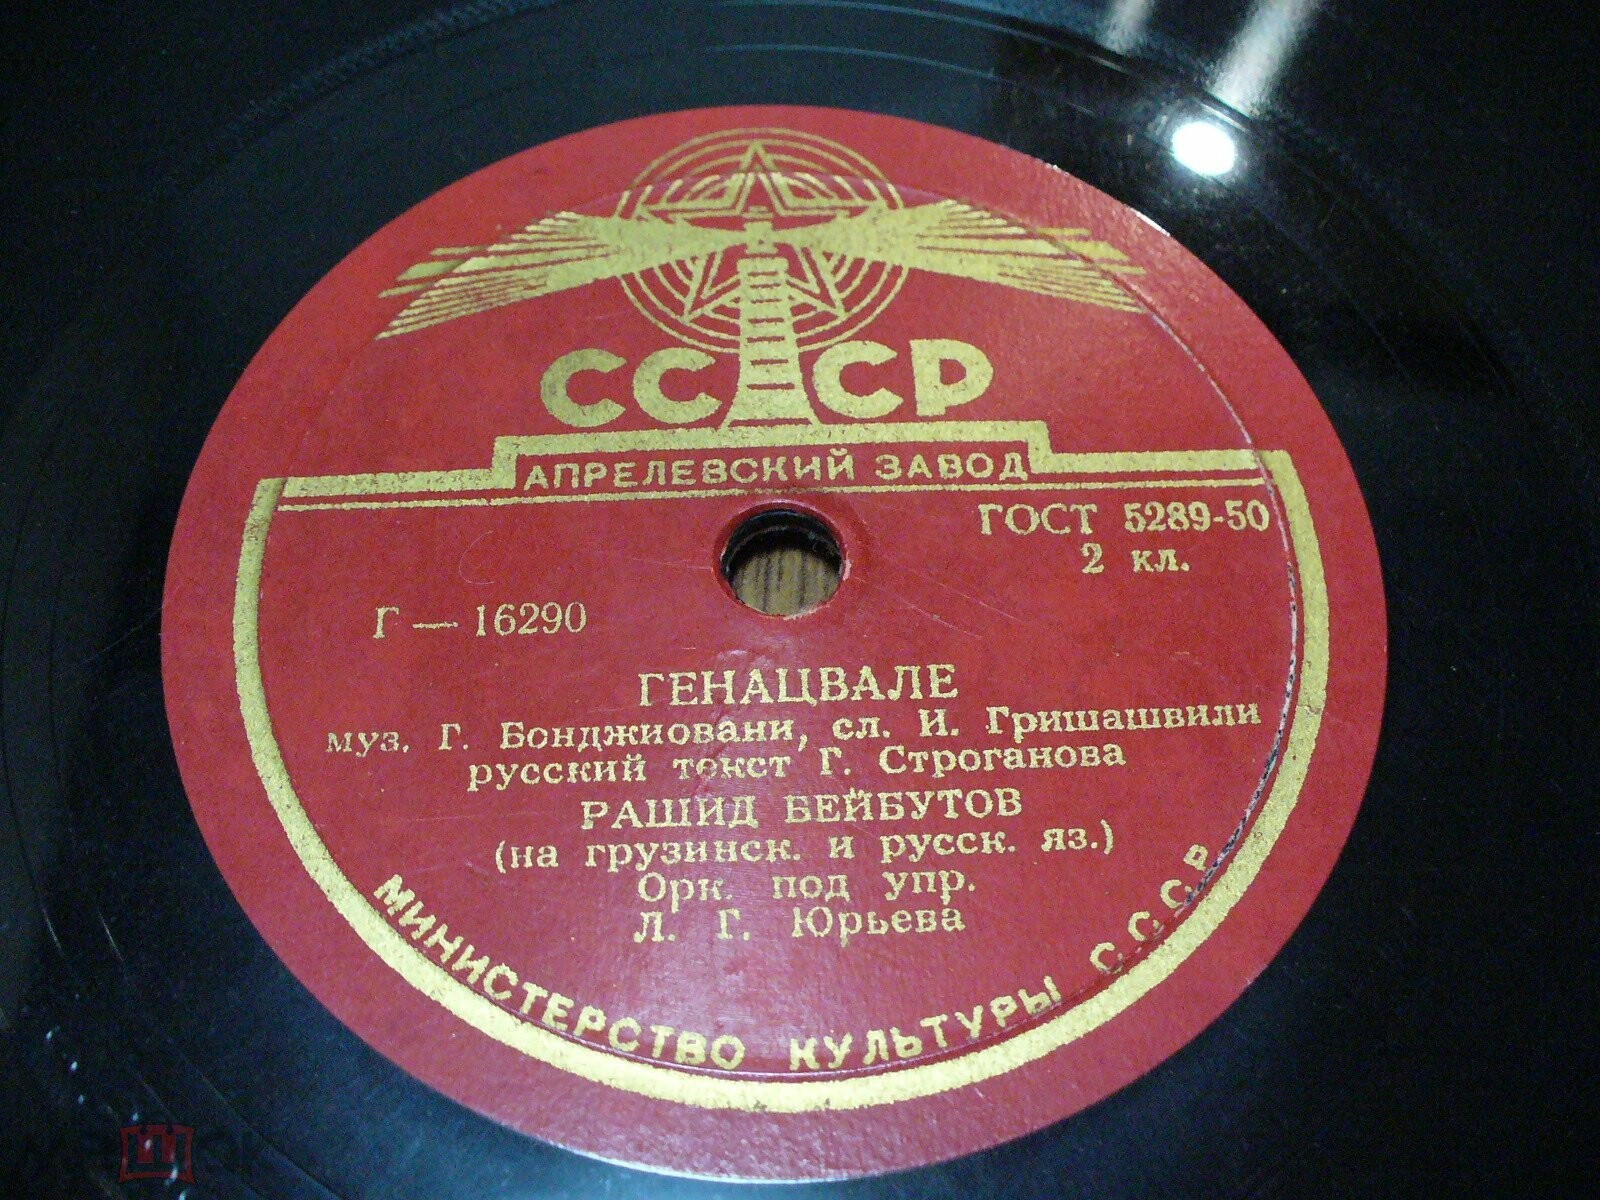 СССР
АПРЕЛЕВСКИЙ ЗАВОД
ГОСТ 5289-50
2 кл.
Г — 16290
ГЕНАЦВАЛЕ
муз. Г. Бонджиовани, сл. И. Гришашвили
русский текст Г. Строганова
РАШИД БЕЙБУТОВ
(на грузинск. и русск. яз.)
Орк. под упр.
Л. Г. Юрьева
МИНИСТЕРСТВО КУЛЬТУРЫ СССР